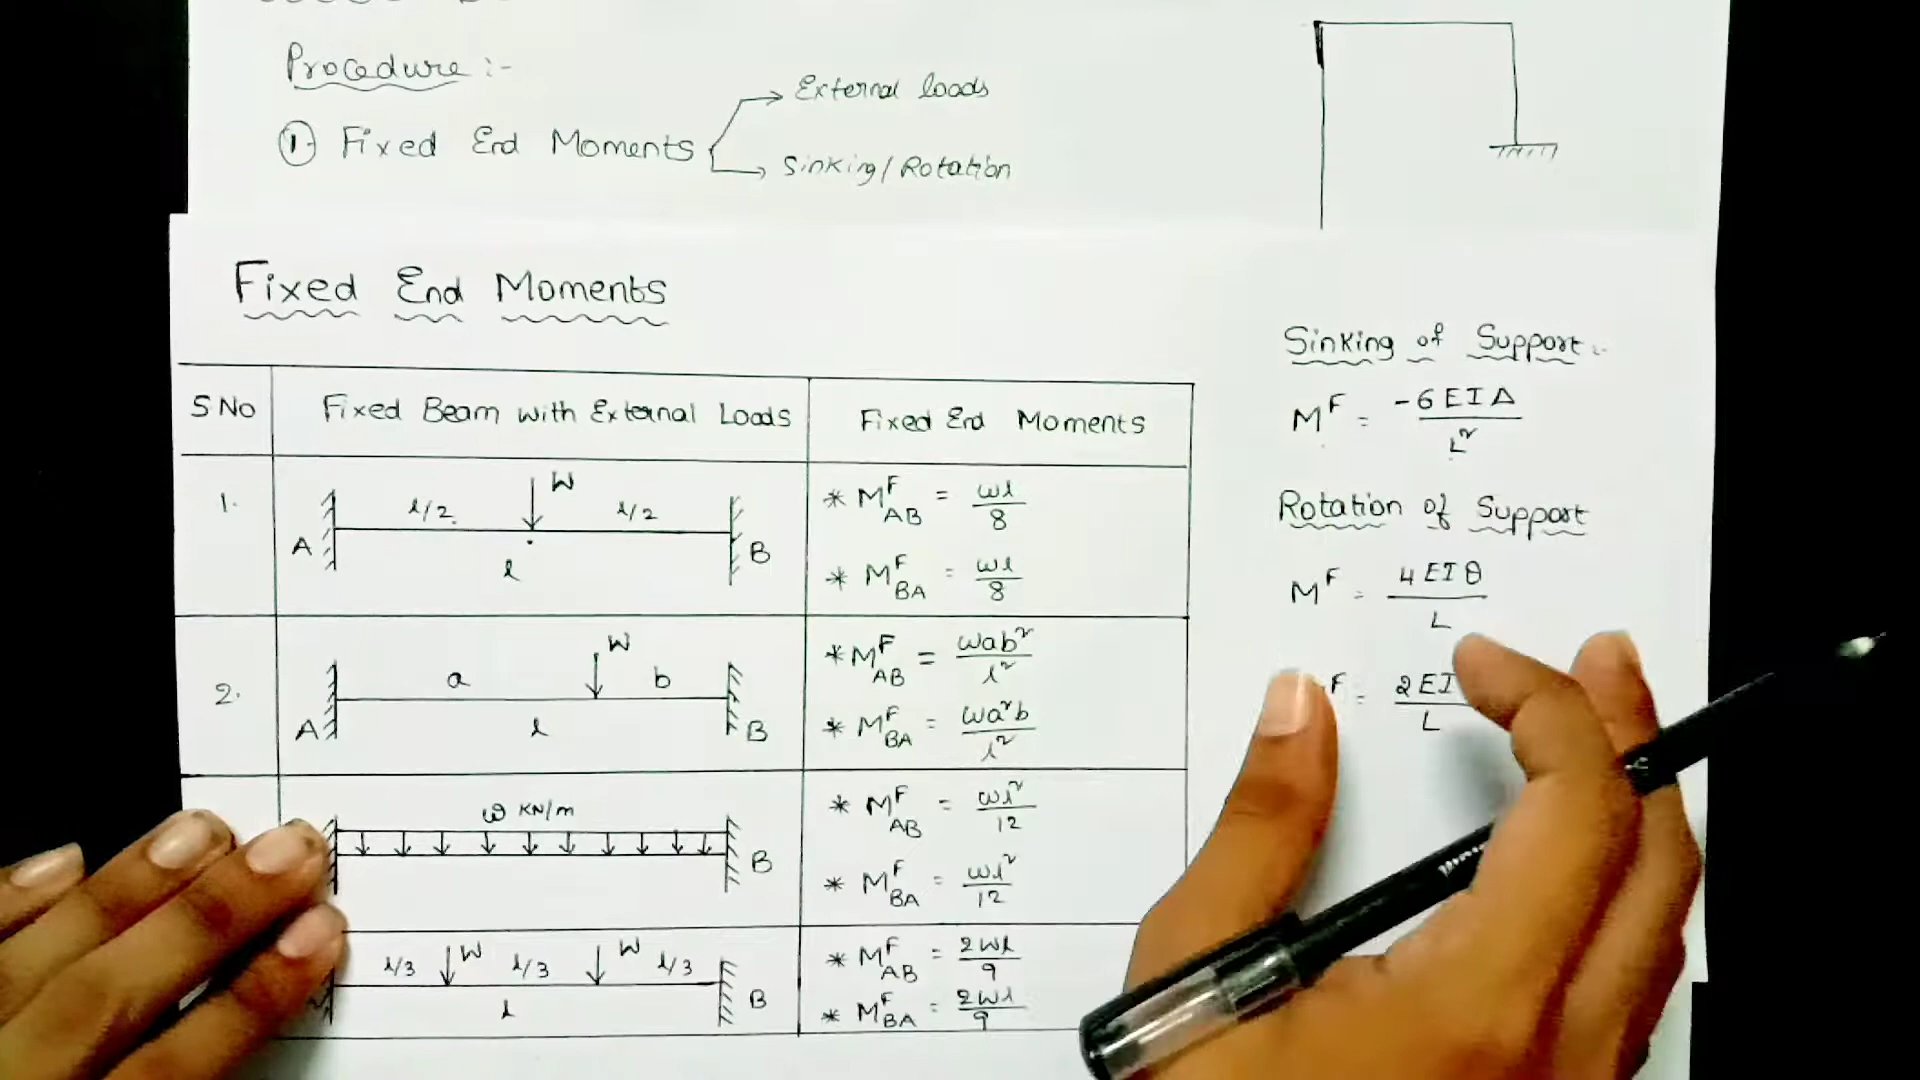 Procedure :-
① Fixed End Moments
External loads
Sinking/Rotation
Fixed End Moments
S No
Fixed Beam with External Loads
Fixed End Moments
1.
A
l/2
W
l/2
l
B
* M^F_AB = wl/8
* M^F_BA = wl/8
2.
A
a
W
b
l
B
* M^F_AB = wab²/l²
* M^F_BA = wa²b/l²
ω KN/m
B
* M^F_AB = wl²/12
* M^F_BA = wl²/12
l/3
W
l/3
W
l/3
l
B
* M^F_AB = 2wl/9
* M^F_BA = 2wl/9
Sinking of Support :-
M^F = -6EIΔ/L²
Rotation of Support
M^F = 4EIθ/L
F = 2EI/L